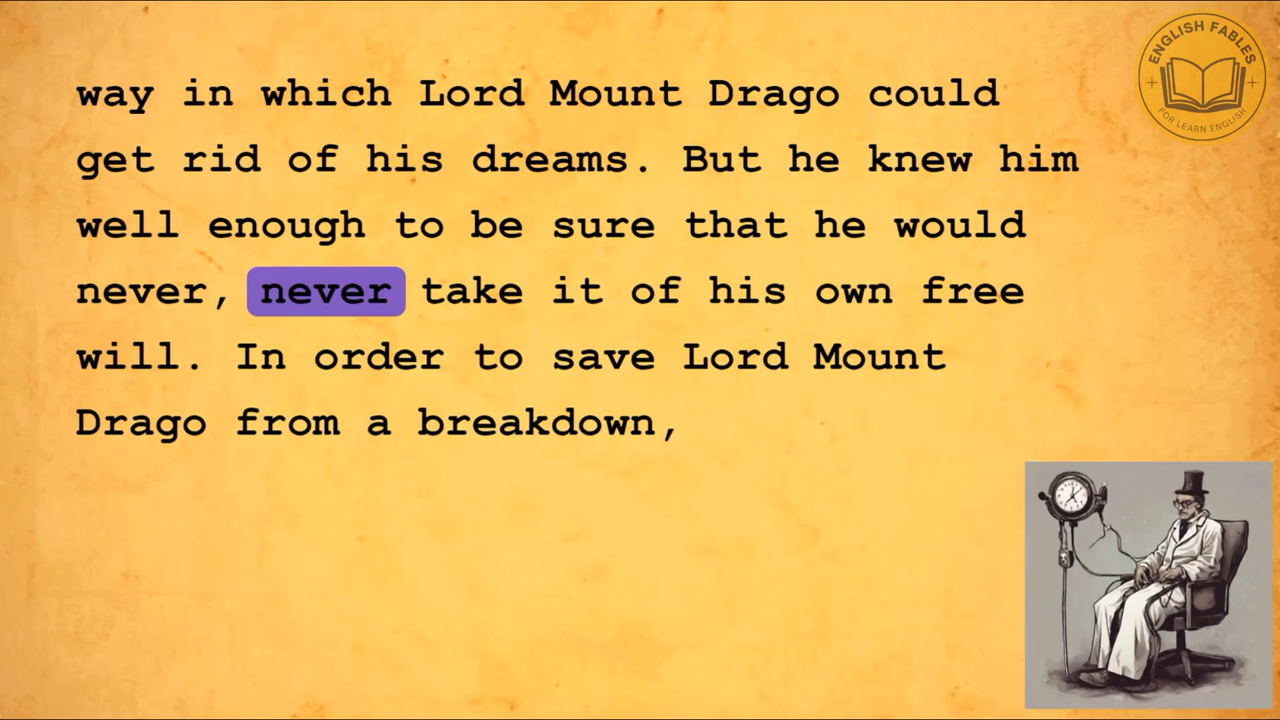 way in which Lord Mount Drago could
get rid of his dreams. But he knew him
well enough to be sure that he would
never, never take it of his own free
will. In order to save Lord Mount
Drago from a breakdown,
ENGLISH FABLES
FOR LEARN ENGLISH